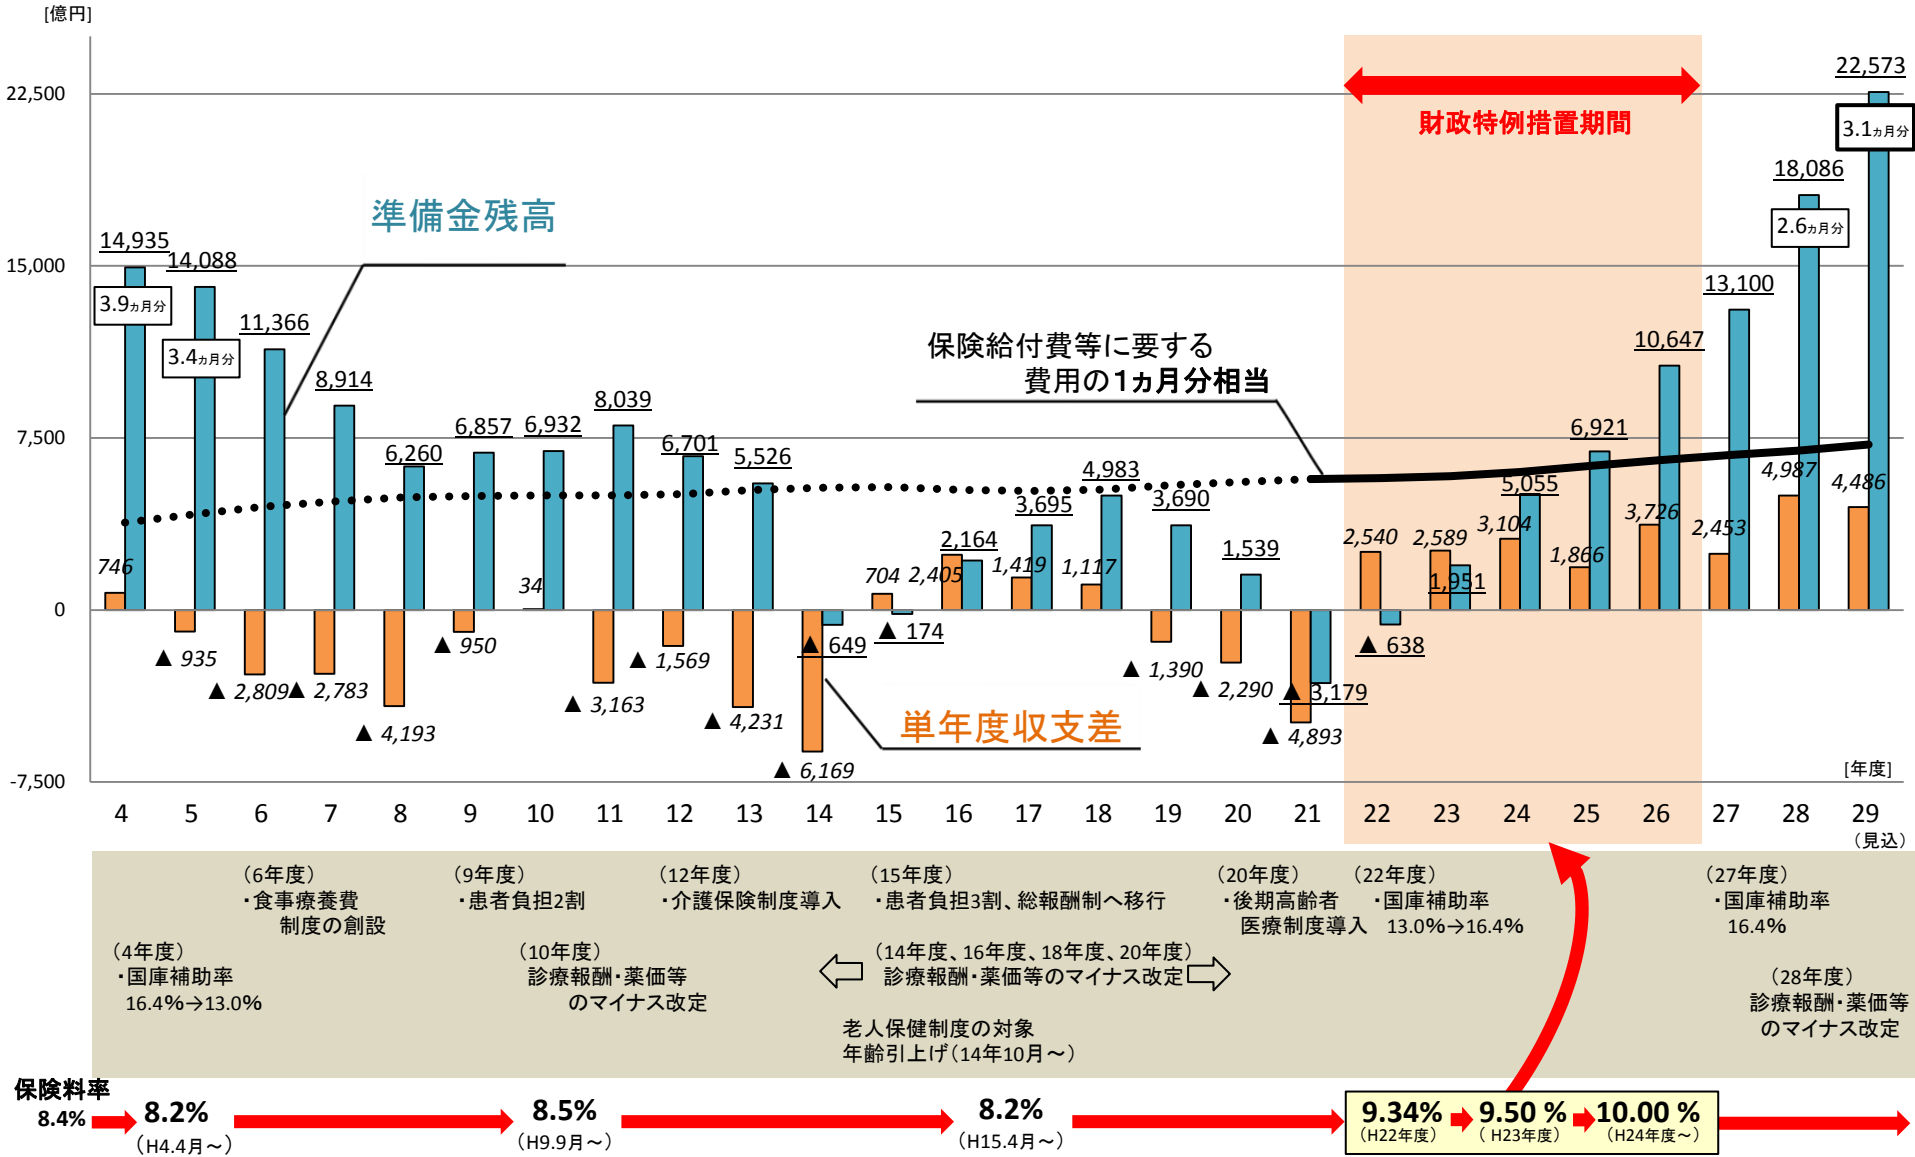 [億円]
22,500
15,000
7,500
0
-7,500
財政特例措置期間
準備金残高
保険給付費等に要する
費用の1ヵ月分相当
単年度収支差
14,935
3.9ヵ月分
14,088
3.4ヵ月分
11,366
8,914
6,260
6,857
6,932
8,039
6,701
5,526
▲ 649
▲ 174
2,164
3,695
4,983
3,690
1,539
▲ 3,179
▲ 638
1,951
5,055
6,921
10,647
13,100
18,086
2.6ヵ月分
22,573
3.1ヵ月分
746
▲ 935
▲ 2,809
▲ 2,783
▲ 4,193
▲ 950
34
▲ 3,163
▲ 1,569
▲ 4,231
▲ 6,169
704
2,405
1,419
1,117
▲ 1,390
▲ 2,290
▲ 4,893
2,540
2,589
3,104
1,866
3,726
2,453
4,987
4,486
[年度]
4 5 6 7 8 9 10 11 12 13 14 15 16 17 18 19 20 21 22 23 24 25 26 27 28 29
(見込)
(6年度)
・食事療養費
制度の創設
(9年度)
・患者負担2割
(12年度)
・介護保険制度導入
(15年度)
・患者負担3割、総報酬制へ移行
(20年度)
・後期高齢者
医療制度導入
(22年度)
・国庫補助率
13.0%→16.4%
(27年度)
・国庫補助率
16.4%
(4年度)
・国庫補助率
16.4%→13.0%
(10年度)
診療報酬・薬価等
のマイナス改定
(14年度、16年度、18年度、20年度)
診療報酬・薬価等のマイナス改定
(28年度)
診療報酬・薬価等
のマイナス改定
老人保健制度の対象
年齢引上げ(14年10月～)
保険料率
8.4%
8.2%
(H4.4月～)
8.5%
(H9.9月～)
8.2%
(H15.4月～)
9.34%
(H22年度)
9.50 %
( H23年度)
10.00 %
(H24年度～)